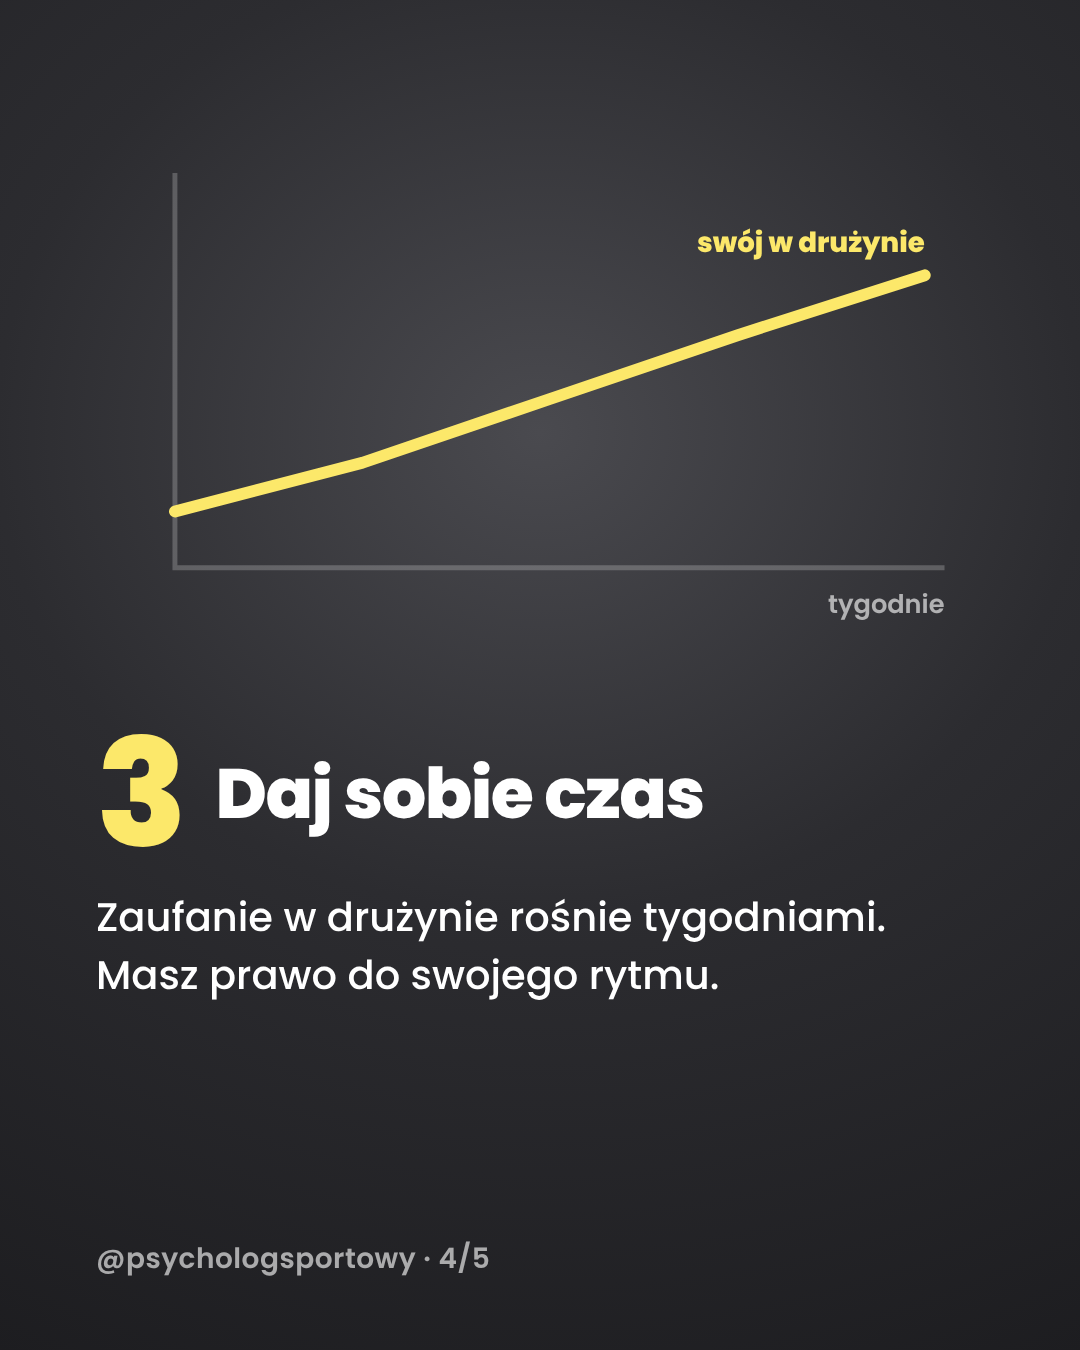 swój w drużynie
tygodnie
3 Daj sobie czas
Zaufanie w drużynie rośnie tygodniami.
Masz prawo do swojego rytmu.
@psychologsportowy · 4/5